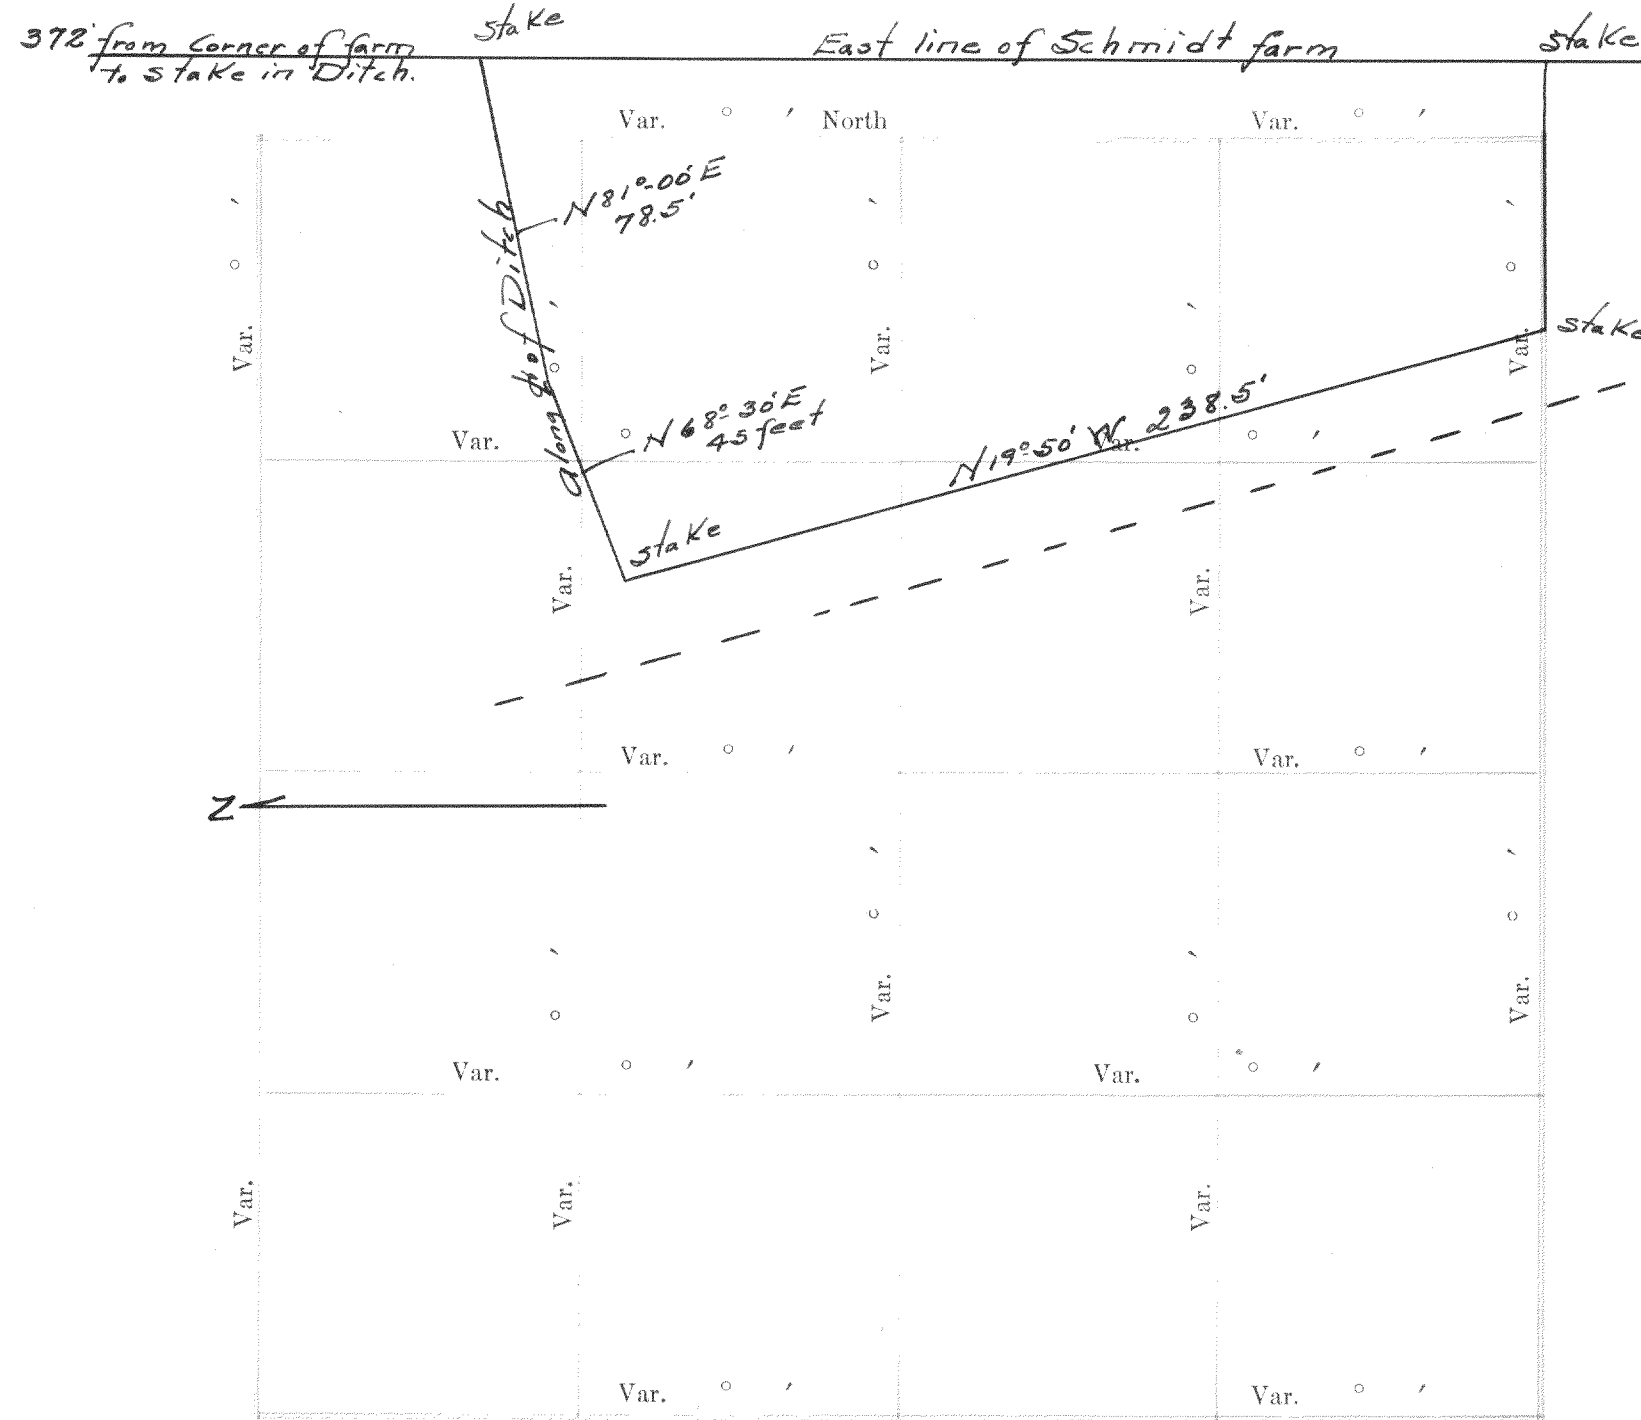 stake
372' from Corner of farm
to stake in Ditch.
East line of Schmidt farm
stake
Var. ° ' North
Var. ° '
N 81°-00' E
78.5'
along ℄ of Ditch
Var. ° '
Var. ° '
Var. ° '
stake
N 68°-30' E
45 feet
Var. ° '
N 19°-50' W 238.5'
Var. ° '
stake
Var. ° '
Var. ° '
Var. ° '
Var. ° '
N
Var. ° '
Var. ° '
Var. ° '
Var. ° '
Var.
Var. ° '
Var. ° '
Var. ° '
Var. ° '